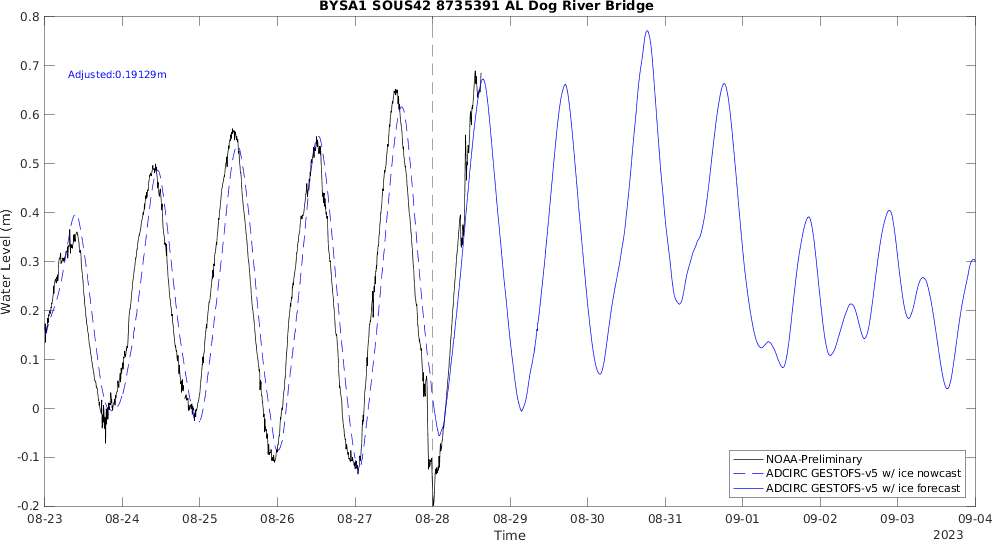 BYSA1 SOUS42 8735391 AL Dog River Bridge
Adjusted:0.19129m
Water Level (m)
0.8
0.7
0.6
0.5
0.4
0.3
0.2
0.1
0
-0.1
-0.2
NOAA-Preliminary
ADCIRC GESTOFS-v5 w/ ice nowcast
ADCIRC GESTOFS-v5 w/ ice forecast
08-23 08-24 08-25 08-26 08-27 08-28 08-29 08-30 08-31 09-01 09-02 09-03 09-04
Time
2023